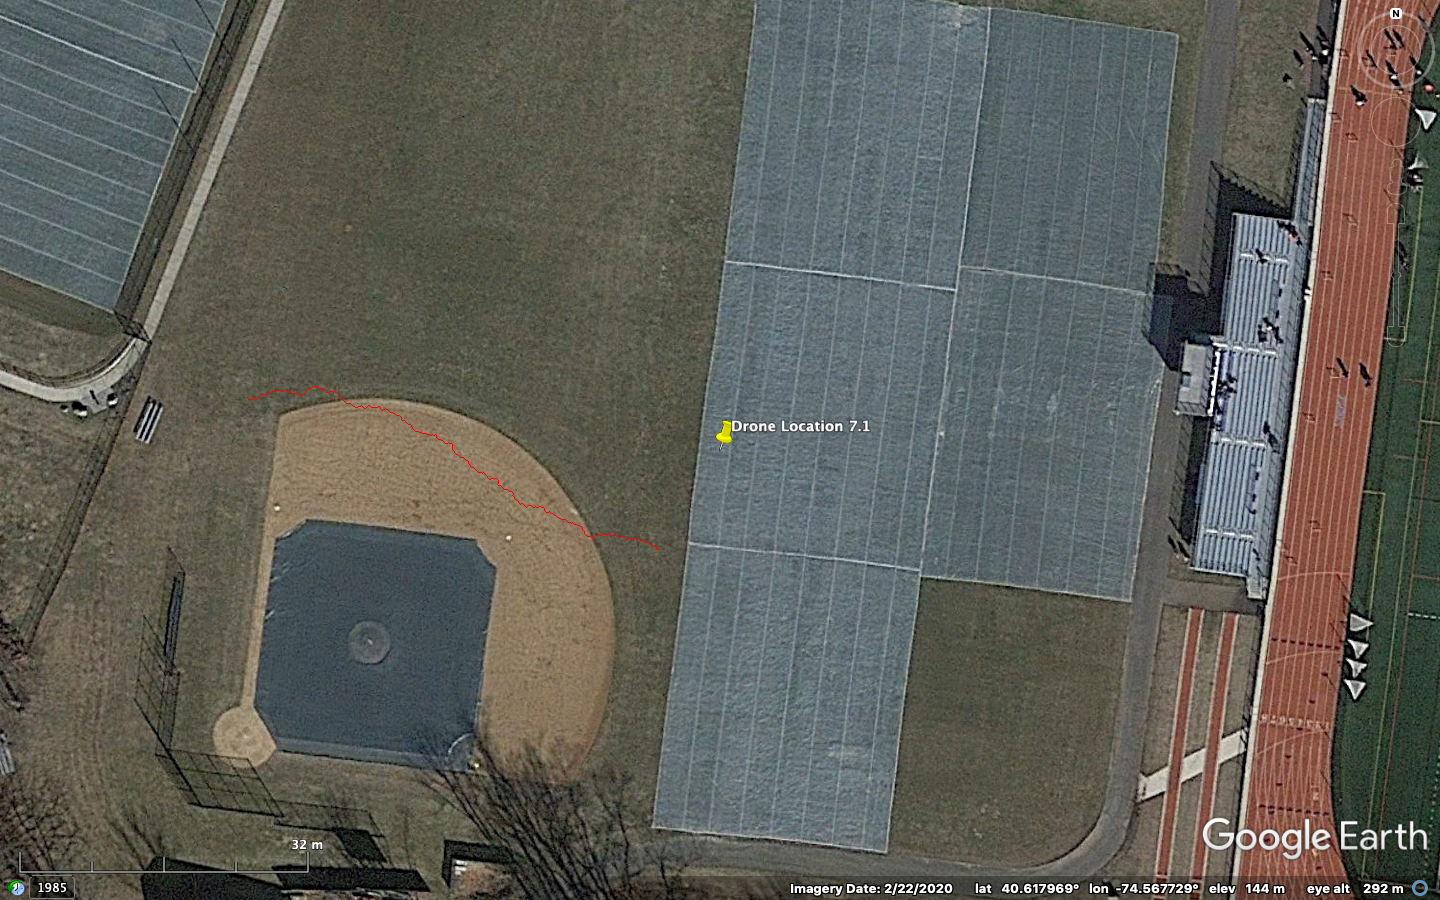 N
Drone Location 7.1
32 m
Google Earth
1985
Imagery Date: 2/22/2020 lat 40.617969° lon -74.567729° elev 144 m eye alt 292 m